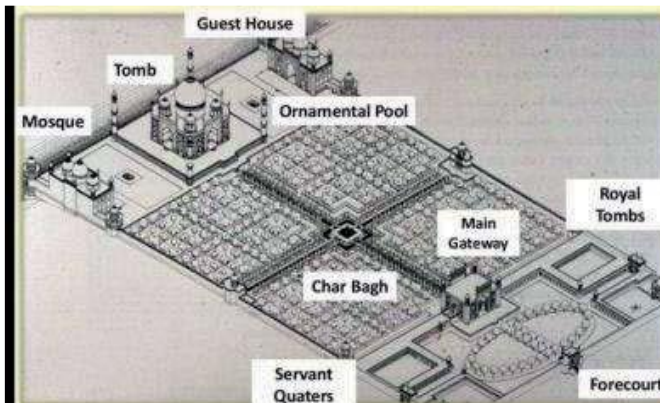 Guest House
Tomb
Ornamental Pool
Mosque
Royal
Tombs
Main
Gateway
Char Bagh
Servant
Quaters
Forecourt